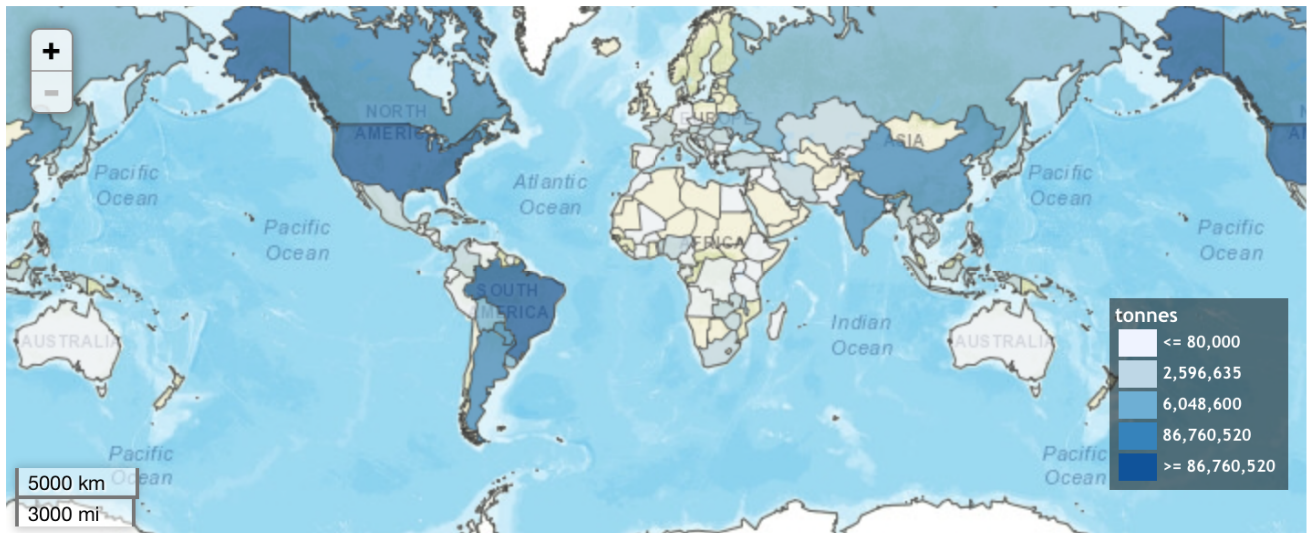 +
NORTH
AMERIC
EUROPE
ASIA
Pacific
Ocean
Atlantic
Ocean
Pacific
Ocean
Pacific
Ocean
Pacific
Ocean
AFRICA
SOUTH
AMERICA
Indian
Ocean
AUSTRALIA
AUSTRALIA
tonnes
<= 80,000
2,596,635
6,048,600
86,760,520
>= 86,760,520
Pacific
Ocean
Pacific
Ocean
5000 km
3000 mi